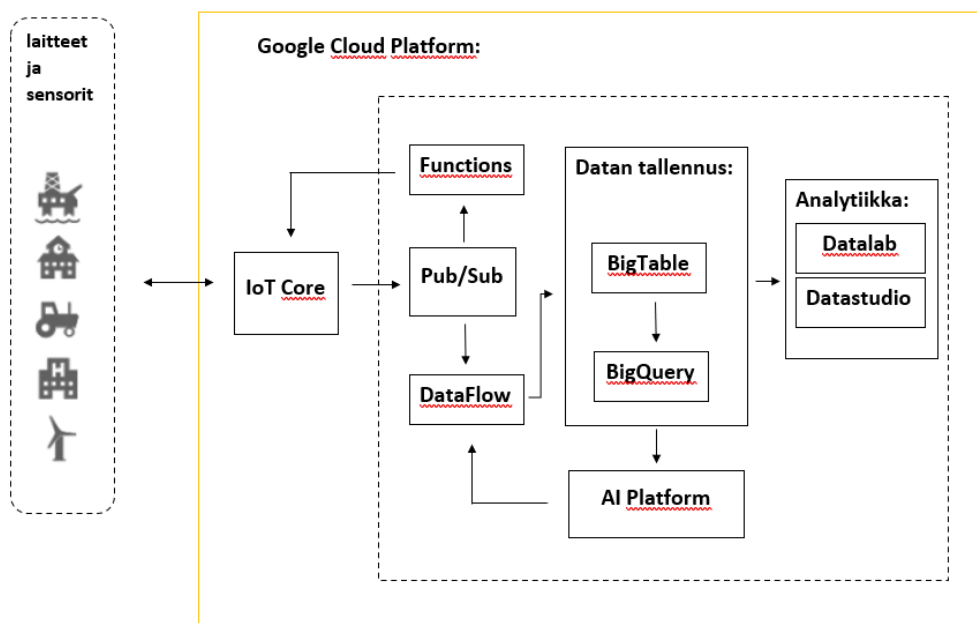 laitteet
ja
sensorit
Google Cloud Platform:
Functions
Datan tallennus:
Analytiikka:
Datalab
Datastudio
IoT Core
Pub/Sub
BigTable
BigQuery
DataFlow
AI Platform
H